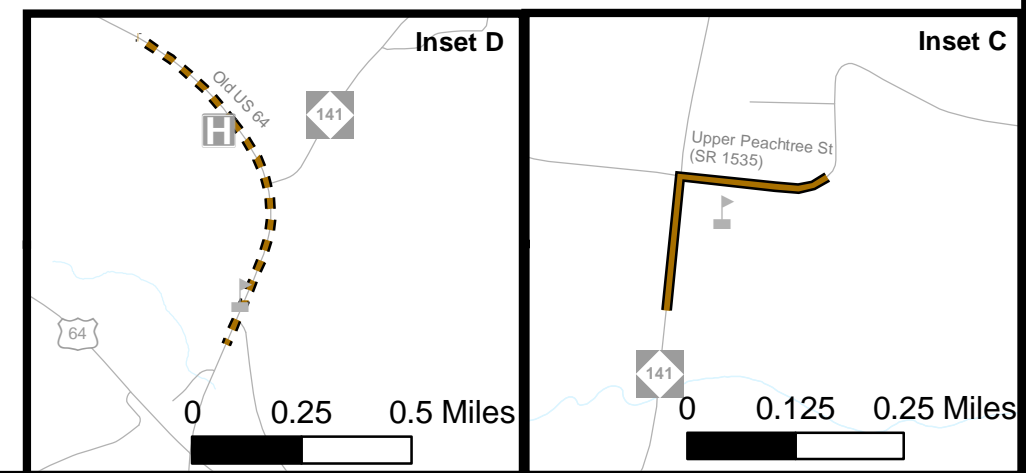 Inset D
Old US 64
141
H
64
0 0.25 0.5 Miles
Inset C
Upper Peachtree St
(SR 1535)
141
0 0.125 0.25 Miles